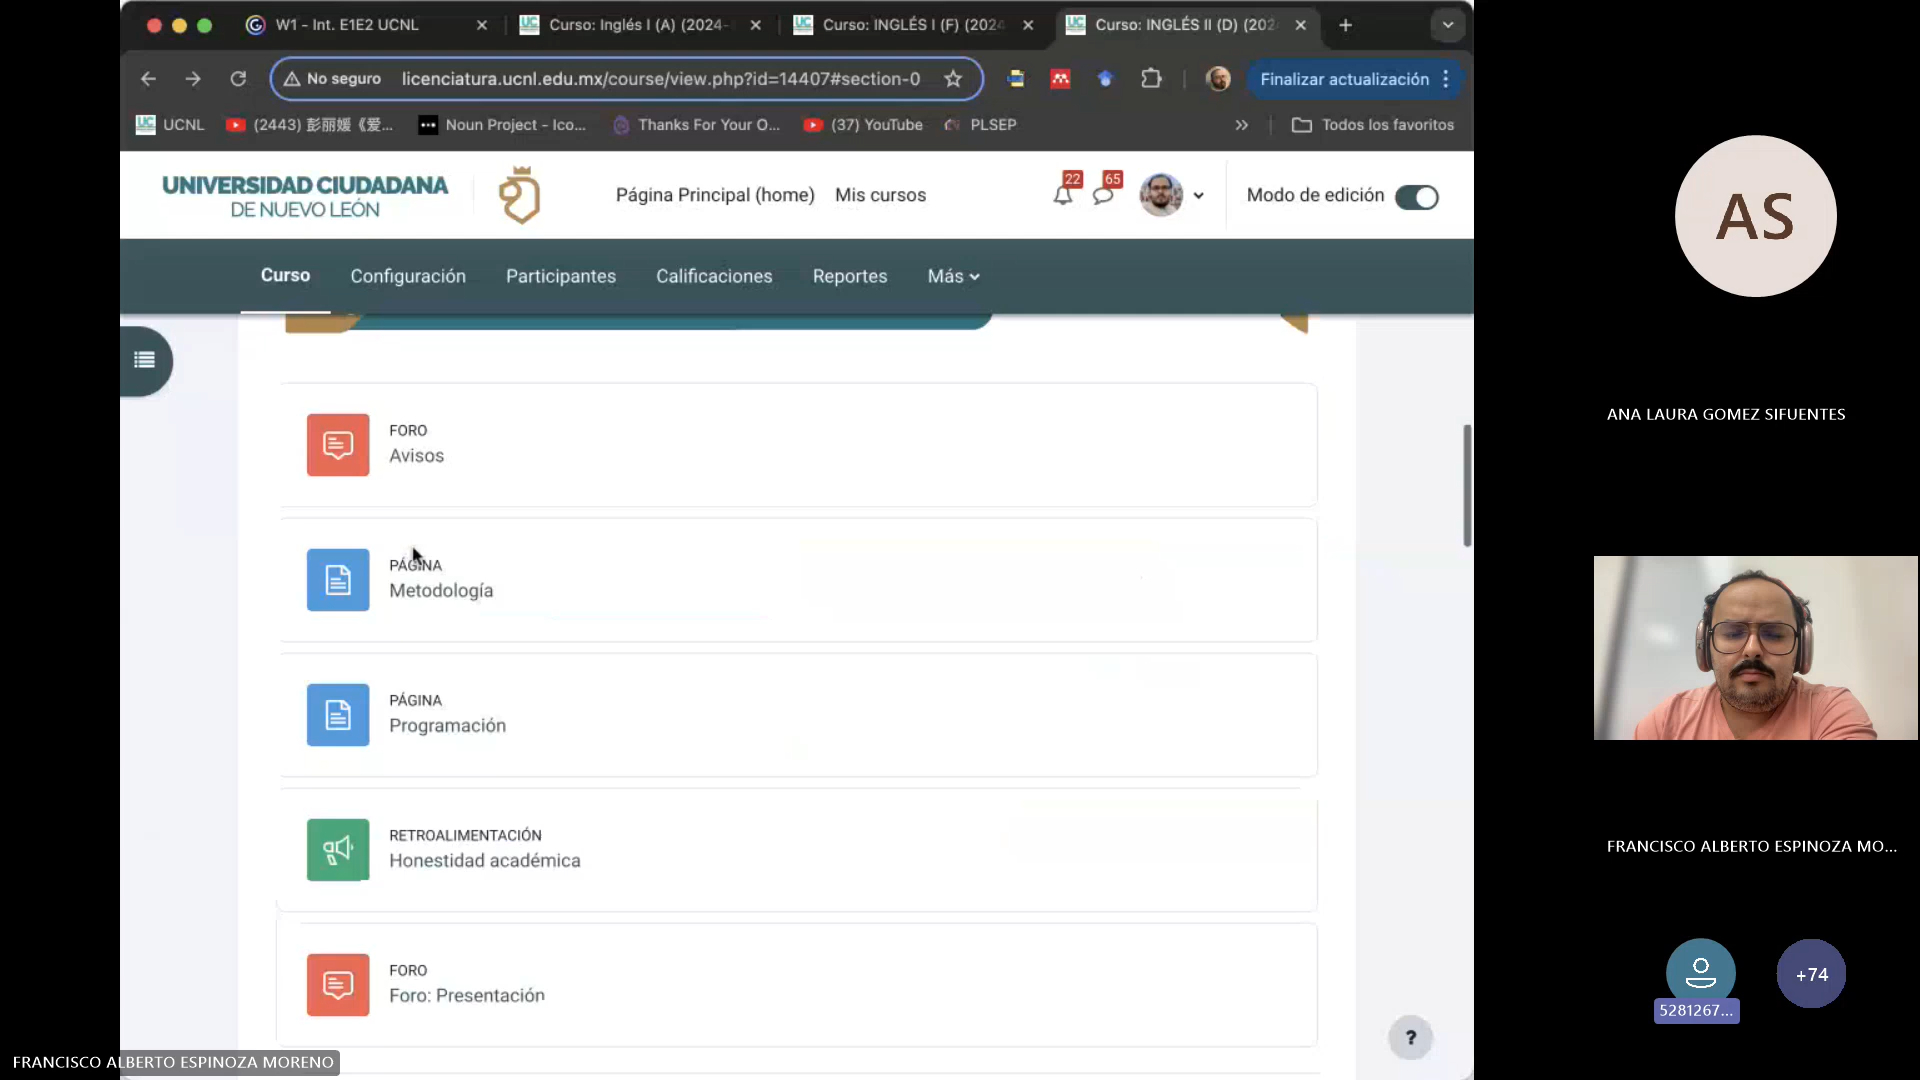 W1 - Int. E1E2 UCNL
Curso: Inglés I (A) (2024-
Curso: INGLÉS I (F) (2024
Curso: INGLÉS II (D) (202
No seguro
licenciatura.ucnl.edu.mx/course/view.php?id=14407#section-0
Finalizar actualización
UCNL
(2443) 彭丽媛《爱...
Noun Project - Ico...
Thanks For Your O...
(37) YouTube
PLSEP
Todos los favoritos
UNIVERSIDAD CIUDADANA
DE NUEVO LEÓN
Página Principal (home)
Mis cursos
22
65
Modo de edición
Curso
Configuración
Participantes
Calificaciones
Reportes
Más
FORO
Avisos
PÁGINA
Metodología
PÁGINA
Programación
RETROALIMENTACIÓN
Honestidad académica
FORO
Foro: Presentación
?
AS
ANA LAURA GOMEZ SIFUENTES
FRANCISCO ALBERTO ESPINOZA MO...
5281267...
+74
FRANCISCO ALBERTO ESPINOZA MORENO